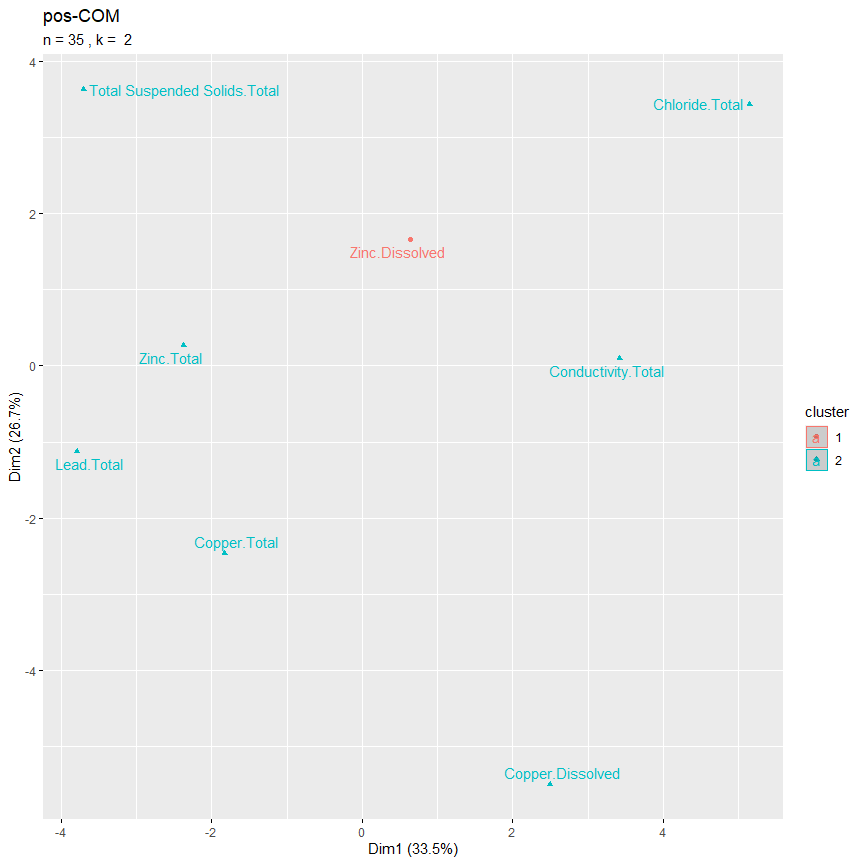 pos-COM
n = 35 , k =  2
4
Total Suspended Solids.Total
Chloride.Total
2
Zinc.Dissolved
Zinc.Total
0
Conductivity.Total
Dim2 (26.7%)
cluster
1
2
Lead.Total
-2
Copper.Total
-4
Copper.Dissolved
-4
-2
0
2
4
Dim1 (33.5%)